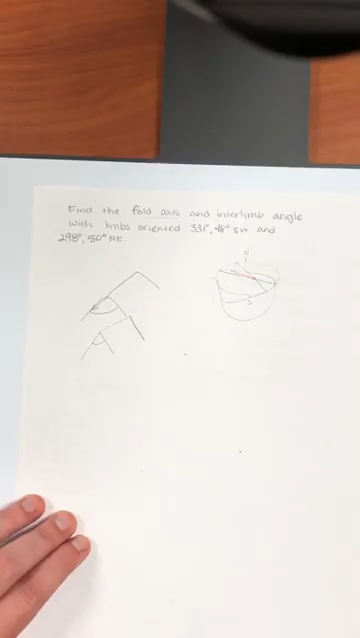 Find the fold axis and interlimb angle
with limbs oriented 331°, 48° SW and
298°, 50° NE.
N
S